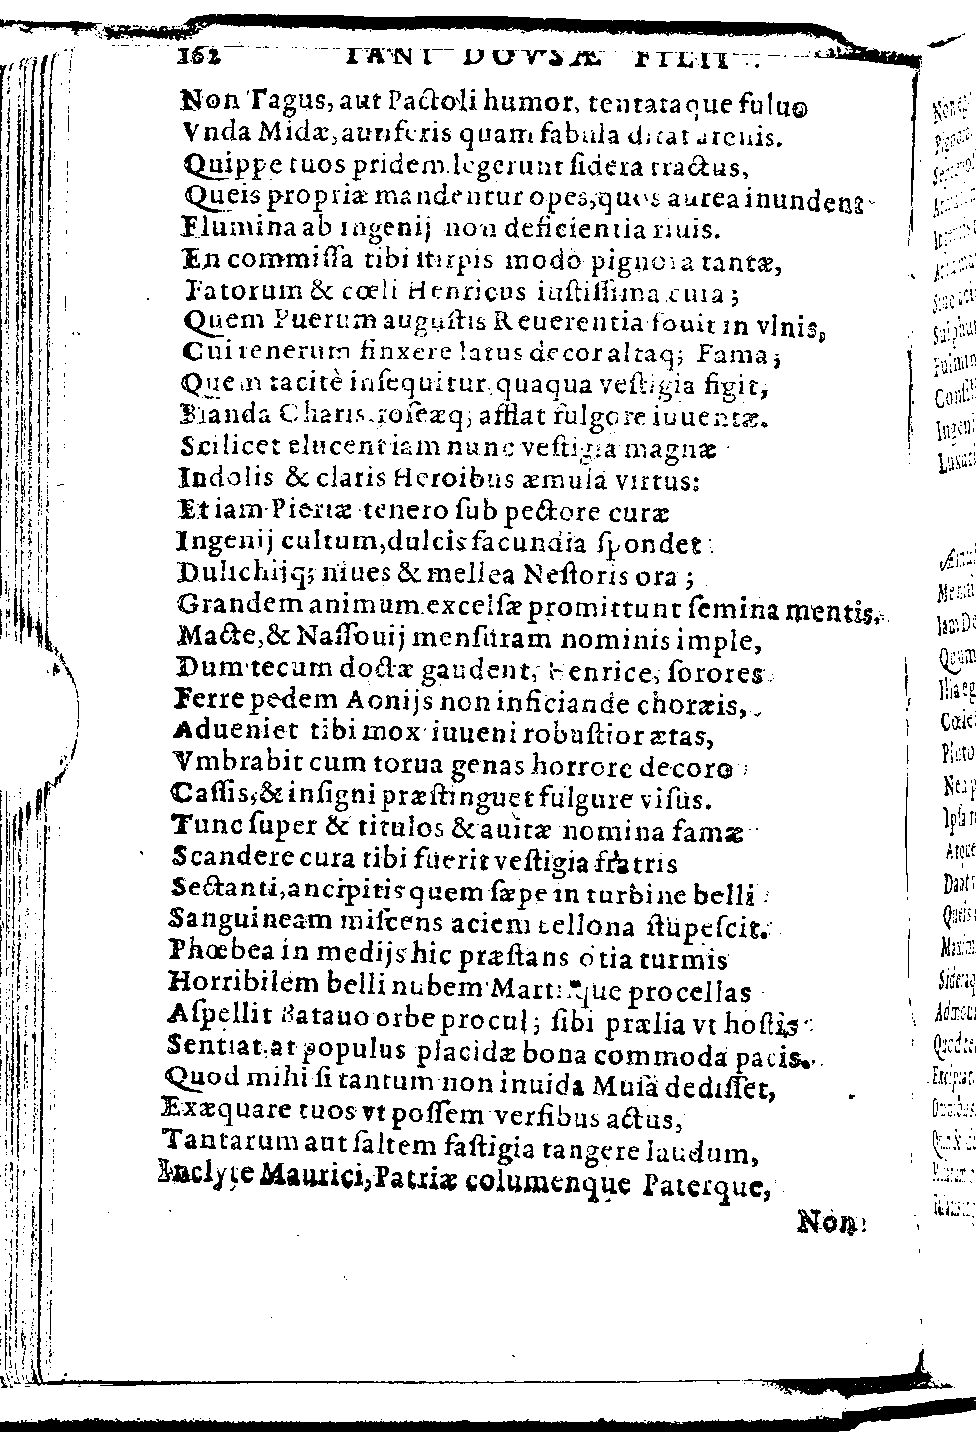 162 IANI DOVSÆ FILII
Non Tagus, aut Pactoli humor, tentataque fuluo
Vnda Midæ, auriferis quam fabula ditat arenis.
Quippe tuos pridem legerunt ſidera tractus,
Queis propriæ mandentur opes, quos aurea inundent
Flumina ab ingenij non deficientia riuis.
En commiſſa tibi ſtirpis modò pignora tantæ,
Fatorum & cœli Henricus iuſtiſſima cura;
Quem Puerum auguſtis Reuerentia fouit in vlnis,
Cui tenerum finxere latus decor altaq; Fama;
Quem tacitè inſequitur, quaqua veſtigia figit,
Blanda Charis, roſeæq; afflat fulgore iuuentæ.
Scilicet elucent iam nunc veſtigia magnæ
Indolis & claris Heroibus æmula virtus:
Et iam Pieriæ tenero ſub pectore curæ
Ingenij cultum, dulcis facundia ſpondet
Dulichijq; niues & mellea Neſtoris ora;
Grandem animum excelſæ promittunt ſemina mentis.
Macte, & Naſſouij menſuram nominis imple,
Dum tecum doctæ gaudent, Henrice, ſorores
Ferre pedem Aonijs non inficiande choræis,
Adueniet tibi mox iuueni robuſtior ætas,
Vmbrabit cum torua genas horrore decoro
Caſſis, & inſigni præſtinguet fulgure viſus.
Tunc ſuper & titulos & auitæ nomina famæ
Scandere cura tibi fuerit veſtigia fratris
Sectanti, ancipitis quem ſæpe in turbine belli
Sanguineam miſcens aciem Bellona ſtupeſcit.
Phœbea in medijs hic præſtans otia turmis
Horribilem belli nubem Martisque procellas
Aſpellit Batauo orbe procul; ſibi prælia vt hoſtis
Sentiat, at populus placidæ bona commoda pacis.
Quod mihi ſi tantum non inuida Muſa dediſſet,
Exæquare tuos vt poſſem verſibus actus,
Tantarum aut ſaltem faſtigia tangere laudum,
Inclyte Maurici, Patriæ columenque Paterque,
Non